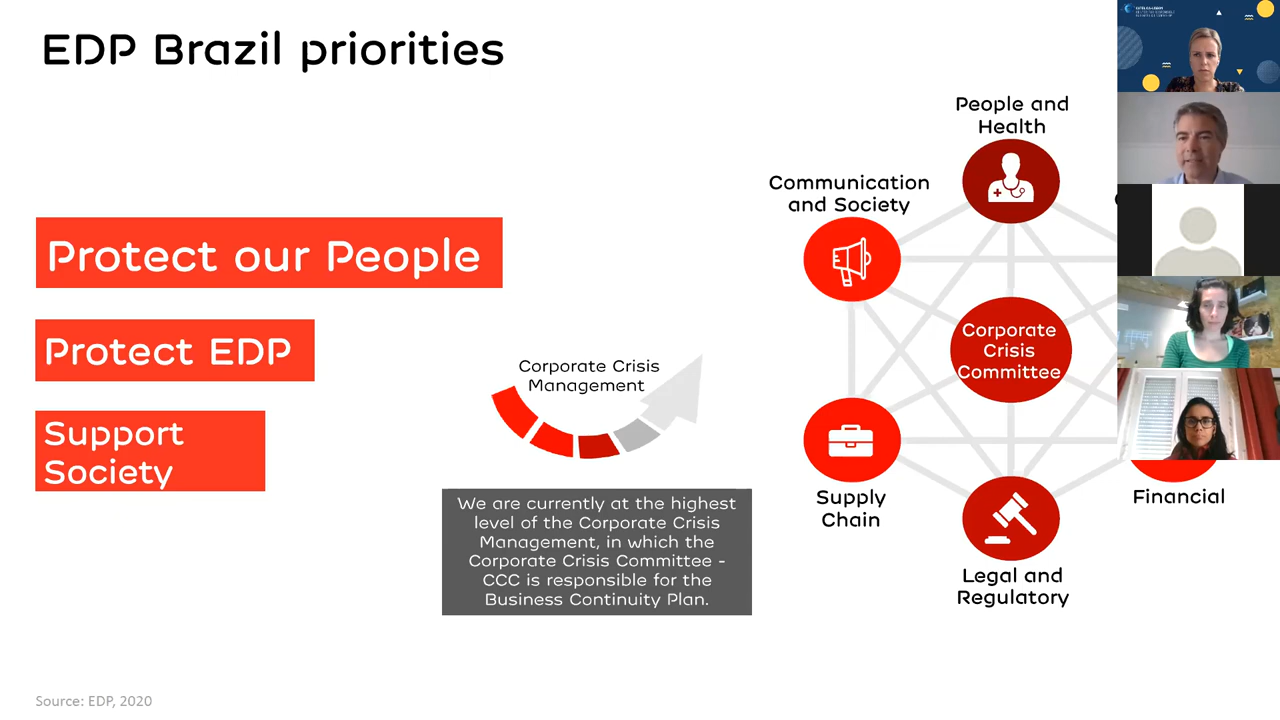 EDP Brazil priorities
Protect our People
Protect EDP
Support
Society
Corporate Crisis
Management
We are currently at the highest
level of the Corporate Crisis
Management, in which the
Corporate Crisis Committee -
CCC is responsible for the
Business Continuity Plan.
People and
Health
Communication
and Society
Corporate
Crisis
Committee
Supply
Chain
Financial
Legal and
Regulatory
Source: EDP, 2020